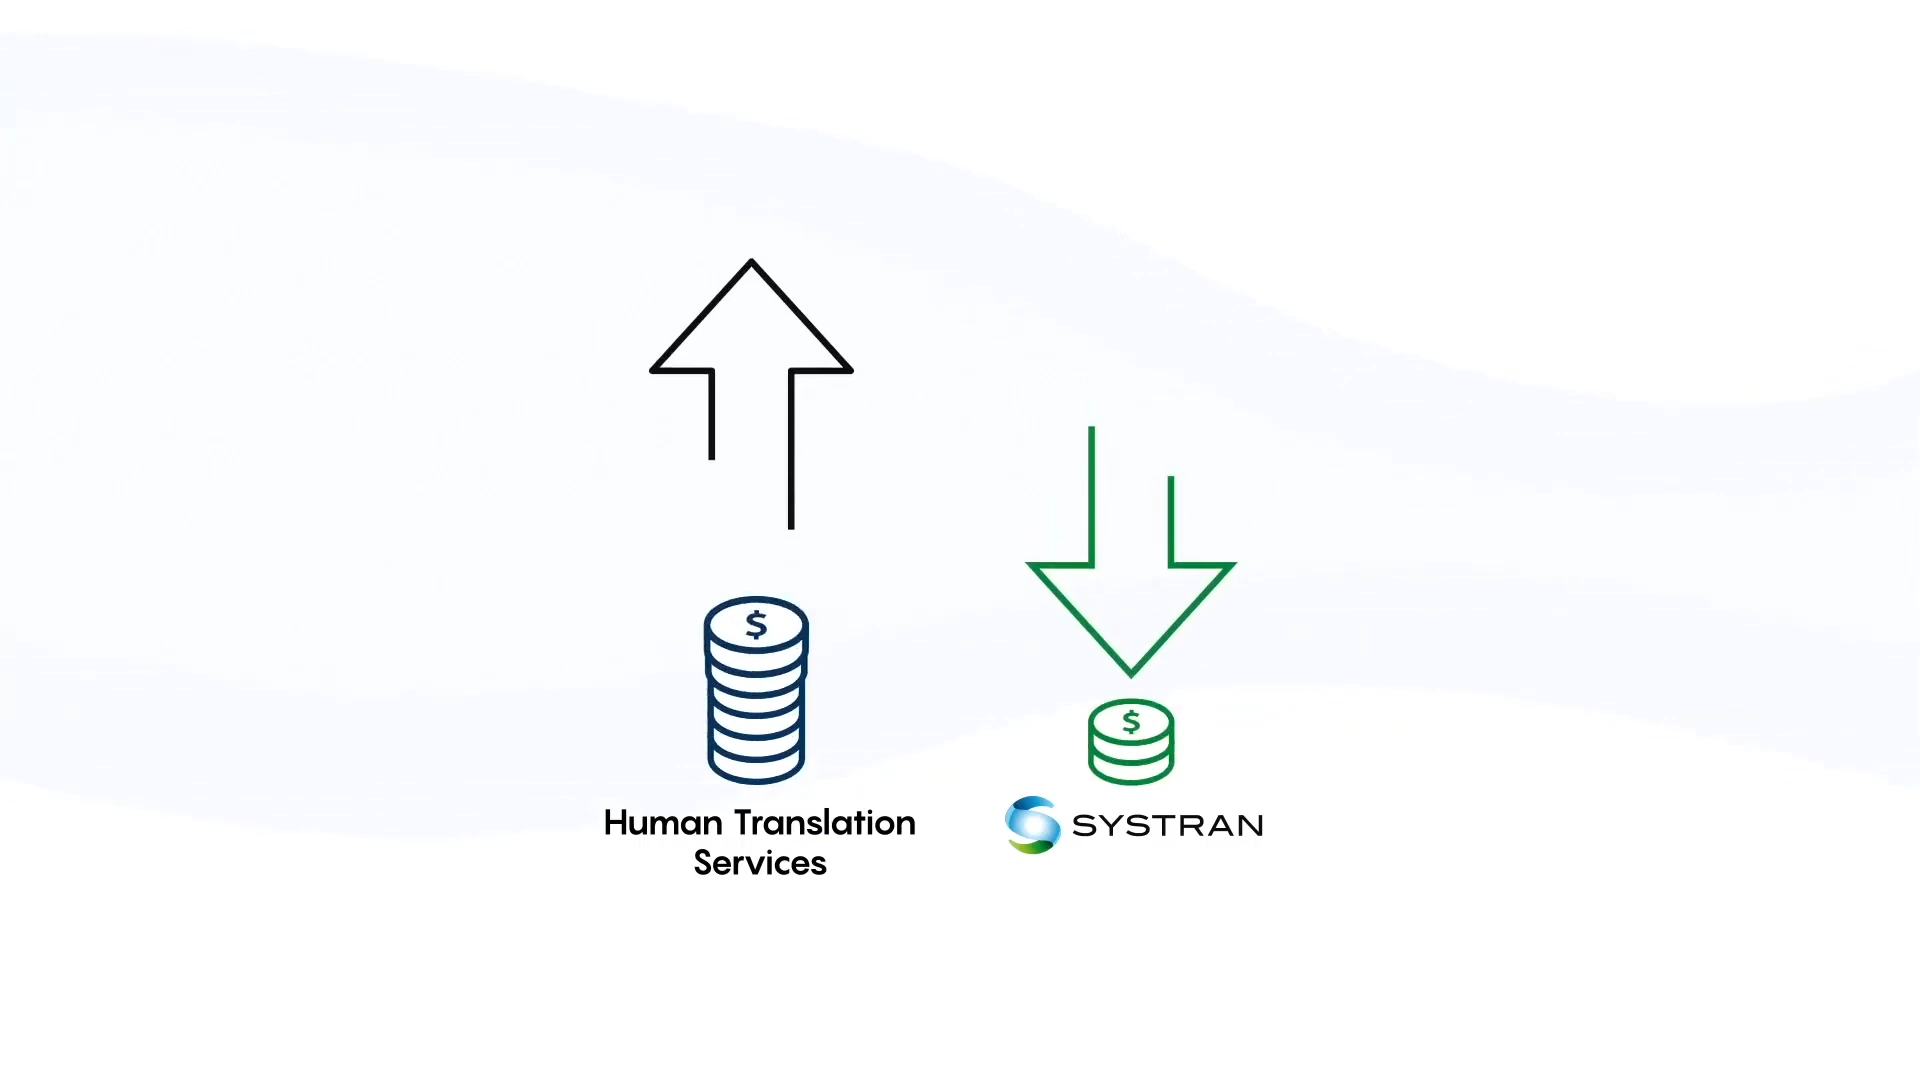 $
$
Human Translation
Services
SYSTRAN